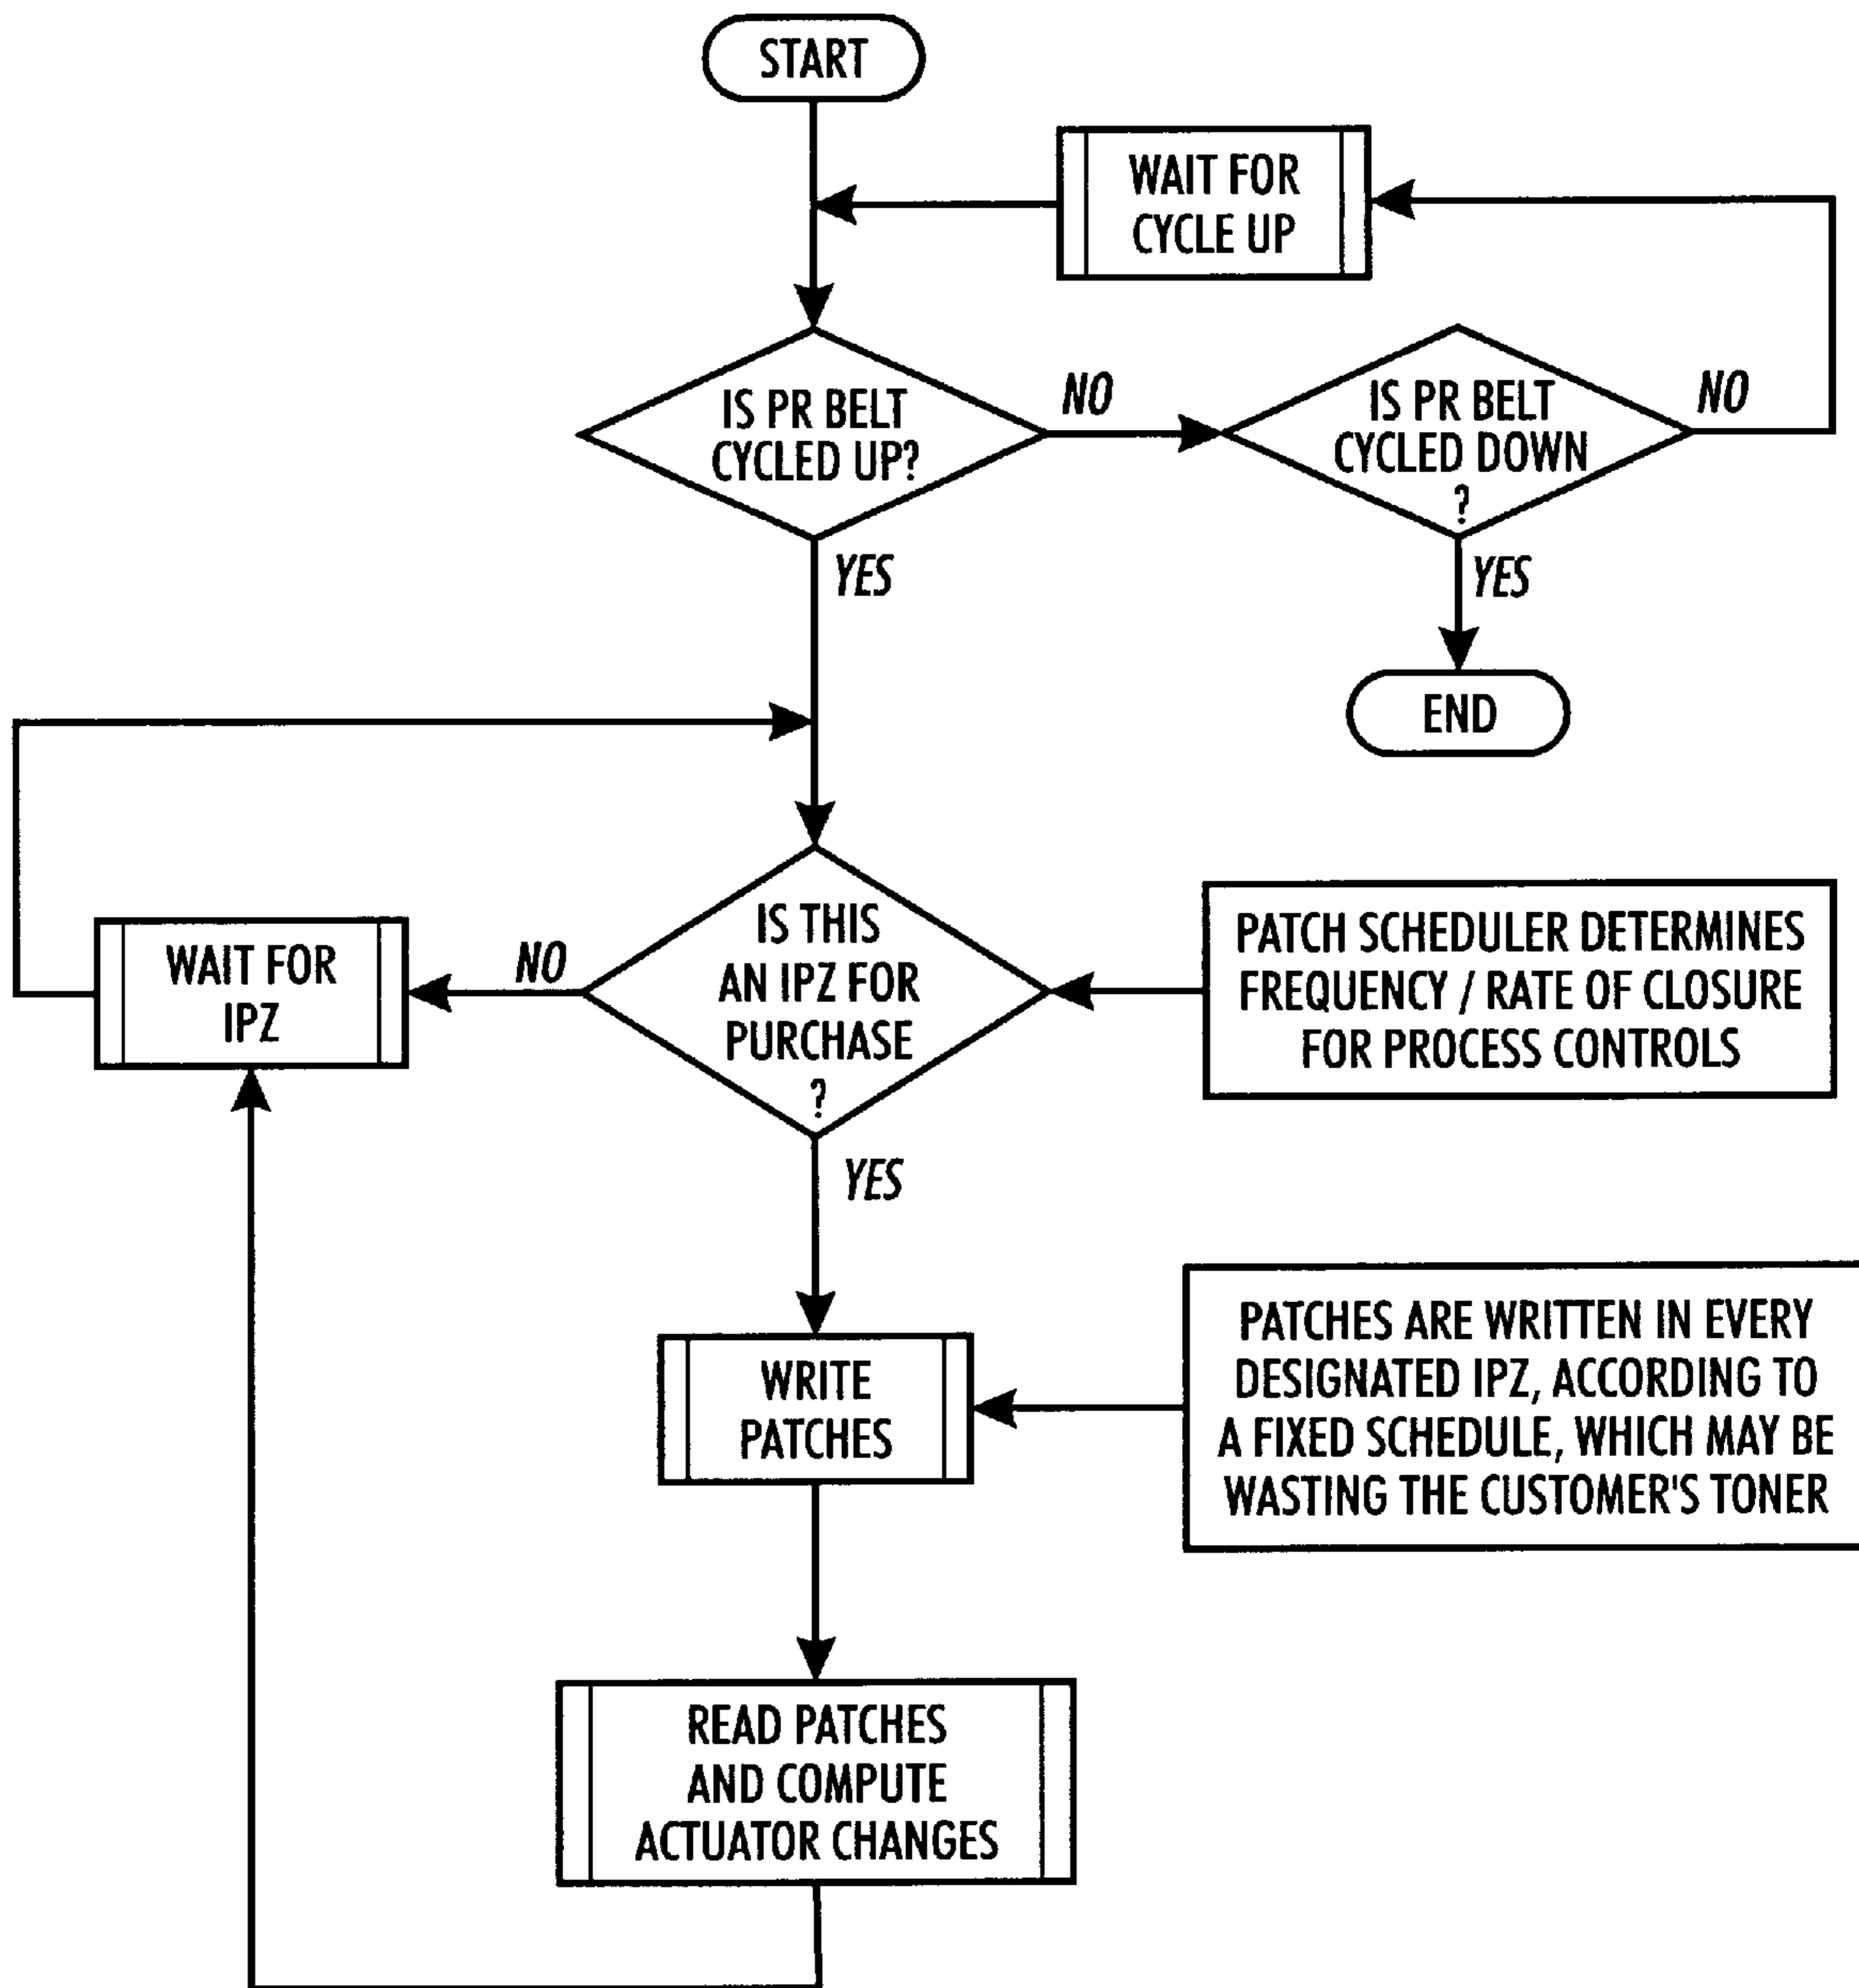 START
WAIT FOR
CYCLE UP
IS PR BELT
CYCLED UP?
NO
IS PR BELT
CYCLED DOWN
?
NO
YES
YES
END
IS THIS
AN IPZ FOR
PURCHASE
?
PATCH SCHEDULER DETERMINES
FREQUENCY / RATE OF CLOSURE
FOR PROCESS CONTROLS
NO
WAIT FOR
IPZ
YES
WRITE
PATCHES
PATCHES ARE WRITTEN IN EVERY
DESIGNATED IPZ, ACCORDING TO
A FIXED SCHEDULE, WHICH MAY BE
WASTING THE CUSTOMER'S TONER
READ PATCHES
AND COMPUTE
ACTUATOR CHANGES